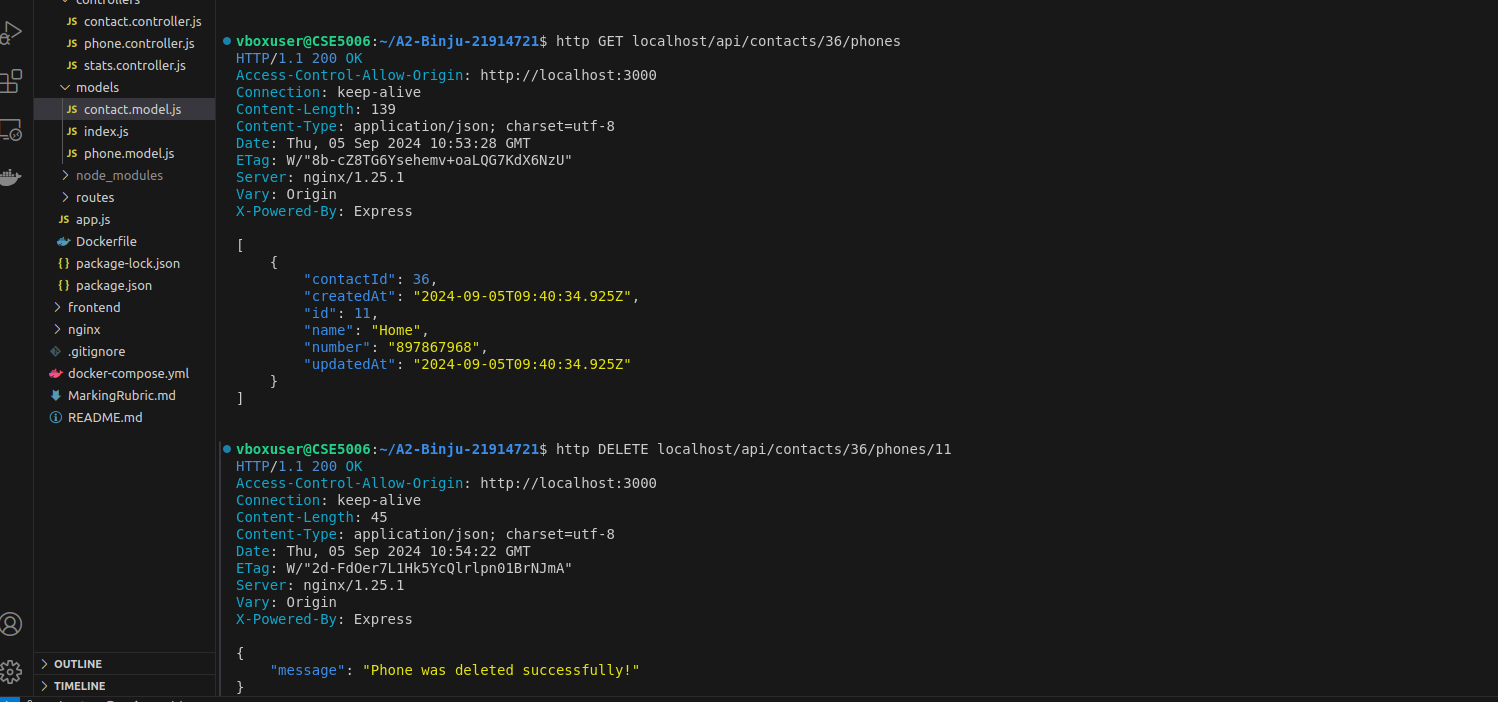 controllers
JS contact.controller.js
JS phone.controller.js
JS stats.controller.js
models
JS contact.model.js
JS index.js
JS phone.model.js
node_modules
routes
JS app.js
Dockerfile
{} package-lock.json
{} package.json
frontend
nginx
.gitignore
docker-compose.yml
MarkingRubric.md
README.md
OUTLINE
TIMELINE
vboxuser@CSE5006:~/A2-Binju-21914721$ http GET localhost/api/contacts/36/phones
HTTP/1.1 200 OK
Access-Control-Allow-Origin: http://localhost:3000
Connection: keep-alive
Content-Length: 139
Content-Type: application/json; charset=utf-8
Date: Thu, 05 Sep 2024 10:53:28 GMT
ETag: W/"8b-cZ8TG6Ysehemv+oaLQG7KdX6NzU"
Server: nginx/1.25.1
Vary: Origin
X-Powered-By: Express
[
{
"contactId": 36,
"createdAt": "2024-09-05T09:40:34.925Z",
"id": 11,
"name": "Home",
"number": "897867968",
"updatedAt": "2024-09-05T09:40:34.925Z"
}
]
vboxuser@CSE5006:~/A2-Binju-21914721$ http DELETE localhost/api/contacts/36/phones/11
HTTP/1.1 200 OK
Access-Control-Allow-Origin: http://localhost:3000
Connection: keep-alive
Content-Length: 45
Content-Type: application/json; charset=utf-8
Date: Thu, 05 Sep 2024 10:54:22 GMT
ETag: W/"2d-FdOer7L1Hk5YcQlrlpn01BrNJmA"
Server: nginx/1.25.1
Vary: Origin
X-Powered-By: Express
{
"message": "Phone was deleted successfully!"
}